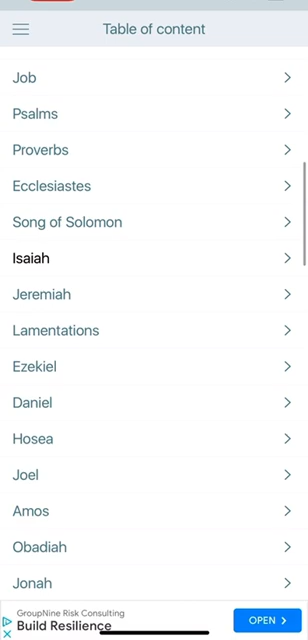 Table of content
Job
Psalms
Proverbs
Ecclesiastes
Song of Solomon
Isaiah
Jeremiah
Lamentations
Ezekiel
Daniel
Hosea
Joel
Amos
Obadiah
Jonah
GroupNine Risk Consulting
Build Resilience
OPEN